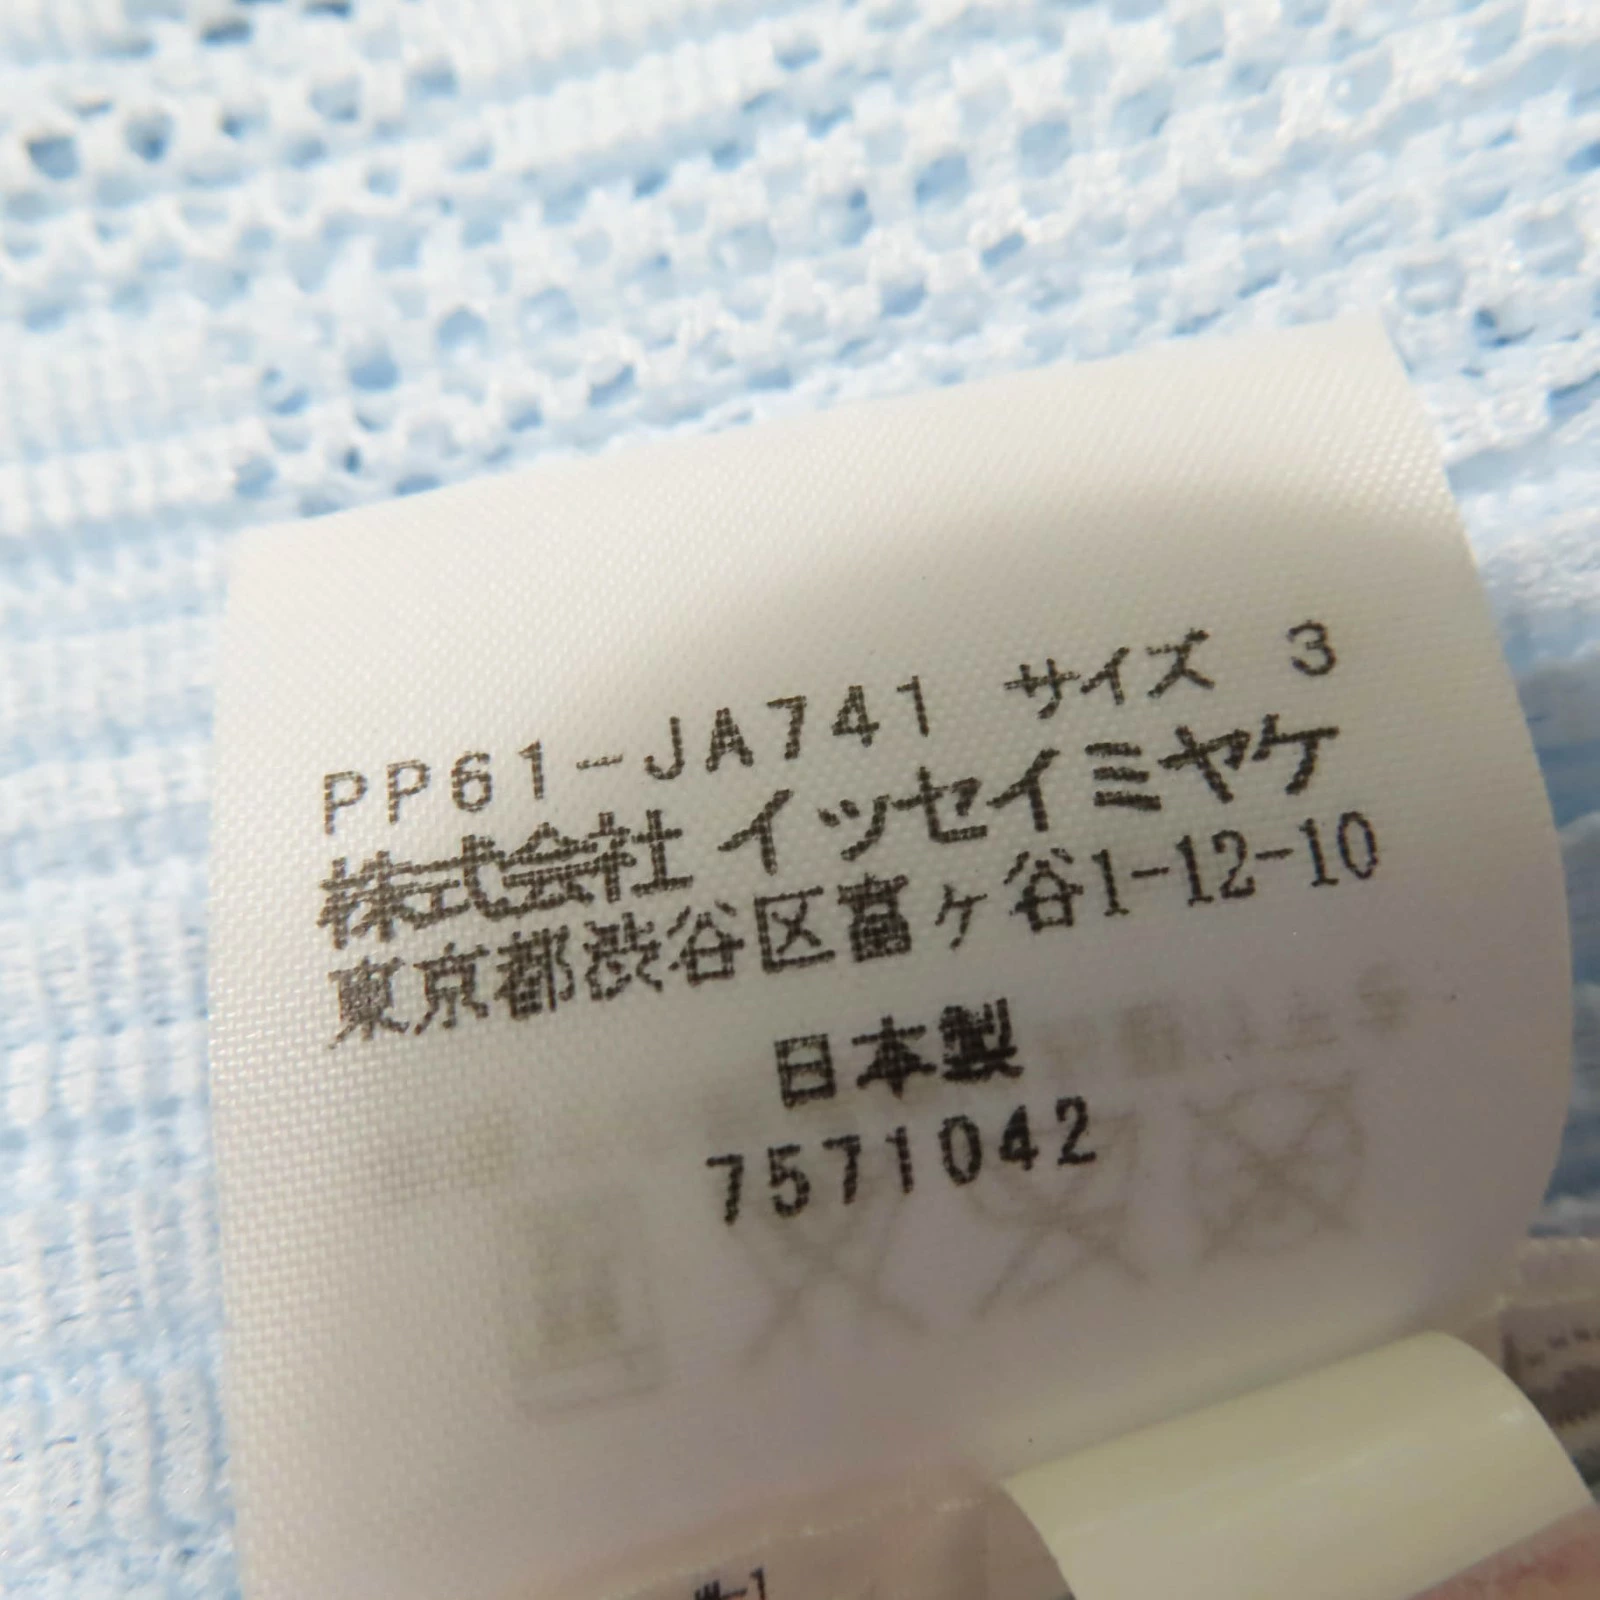 PP61-JA741 サイズ 3
株式会社 イッセイミヤケ
東京都渋谷区富ヶ谷1-12-10
日本製
7571042